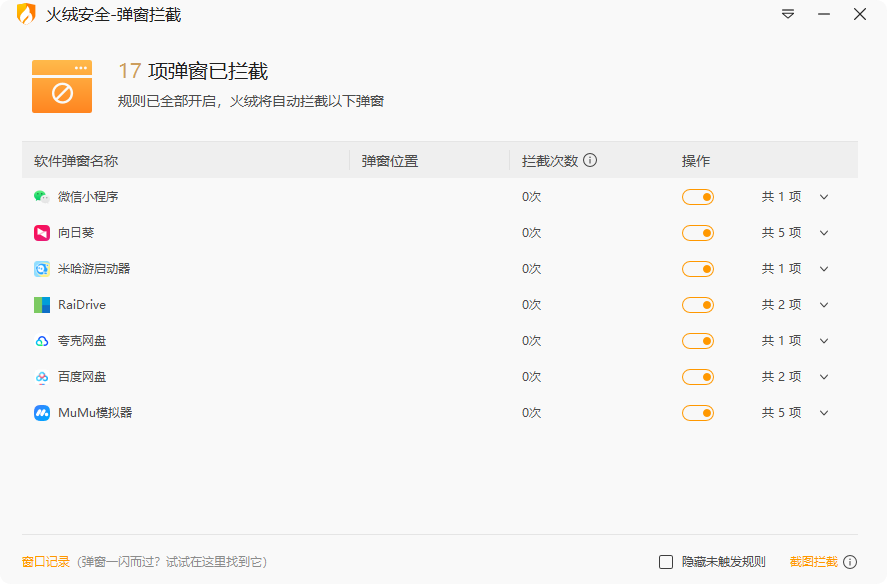 火绒安全-弹窗拦截
17 项弹窗已拦截
规则已全部开启，火绒将自动拦截以下弹窗
软件弹窗名称 弹窗位置 拦截次数 操作
微信小程序 0次 共 1 项
向日葵 0次 共 5 项
米哈游启动器 0次 共 1 项
RaiDrive 0次 共 2 项
夸克网盘 0次 共 1 项
百度网盘 0次 共 2 项
MuMu模拟器 0次 共 5 项
窗口记录 (弹窗一闪而过？试试在这里找到它) 隐藏未触发规则 截图拦截